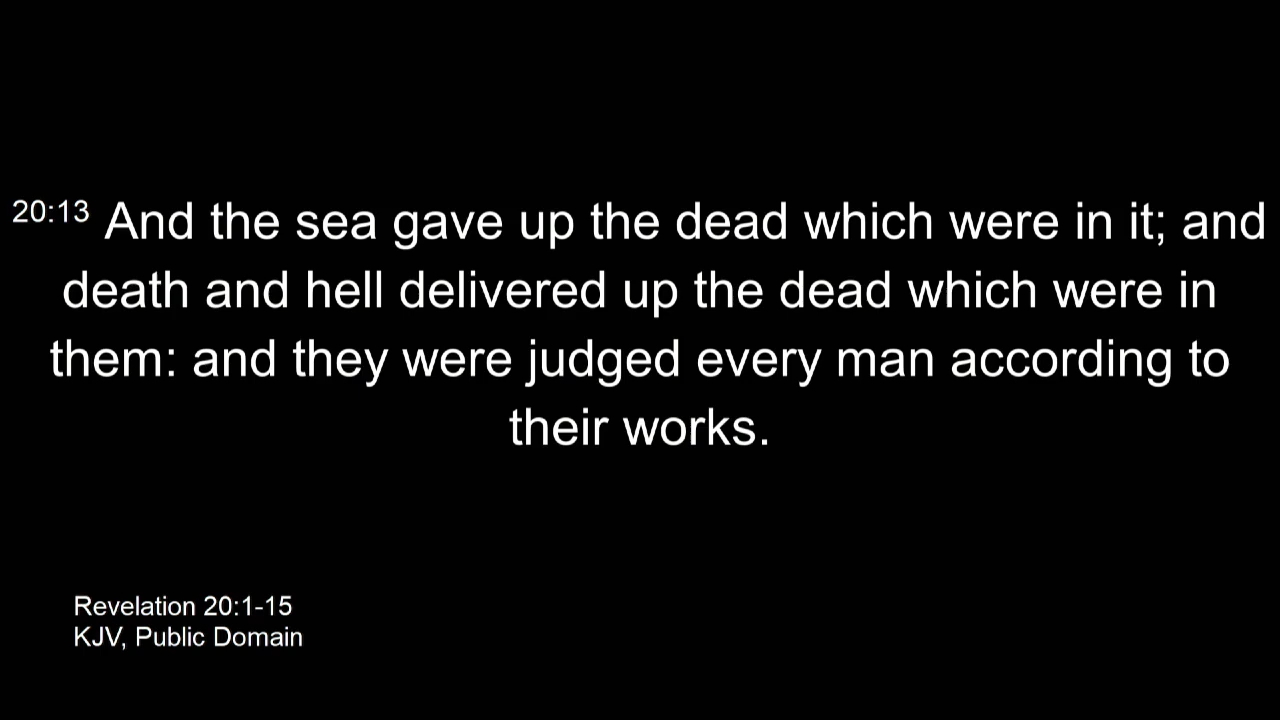 20:13 And the sea gave up the dead which were in it; and
death and hell delivered up the dead which were in
them: and they were judged every man according to
their works.
Revelation 20:1-15
KJV, Public Domain